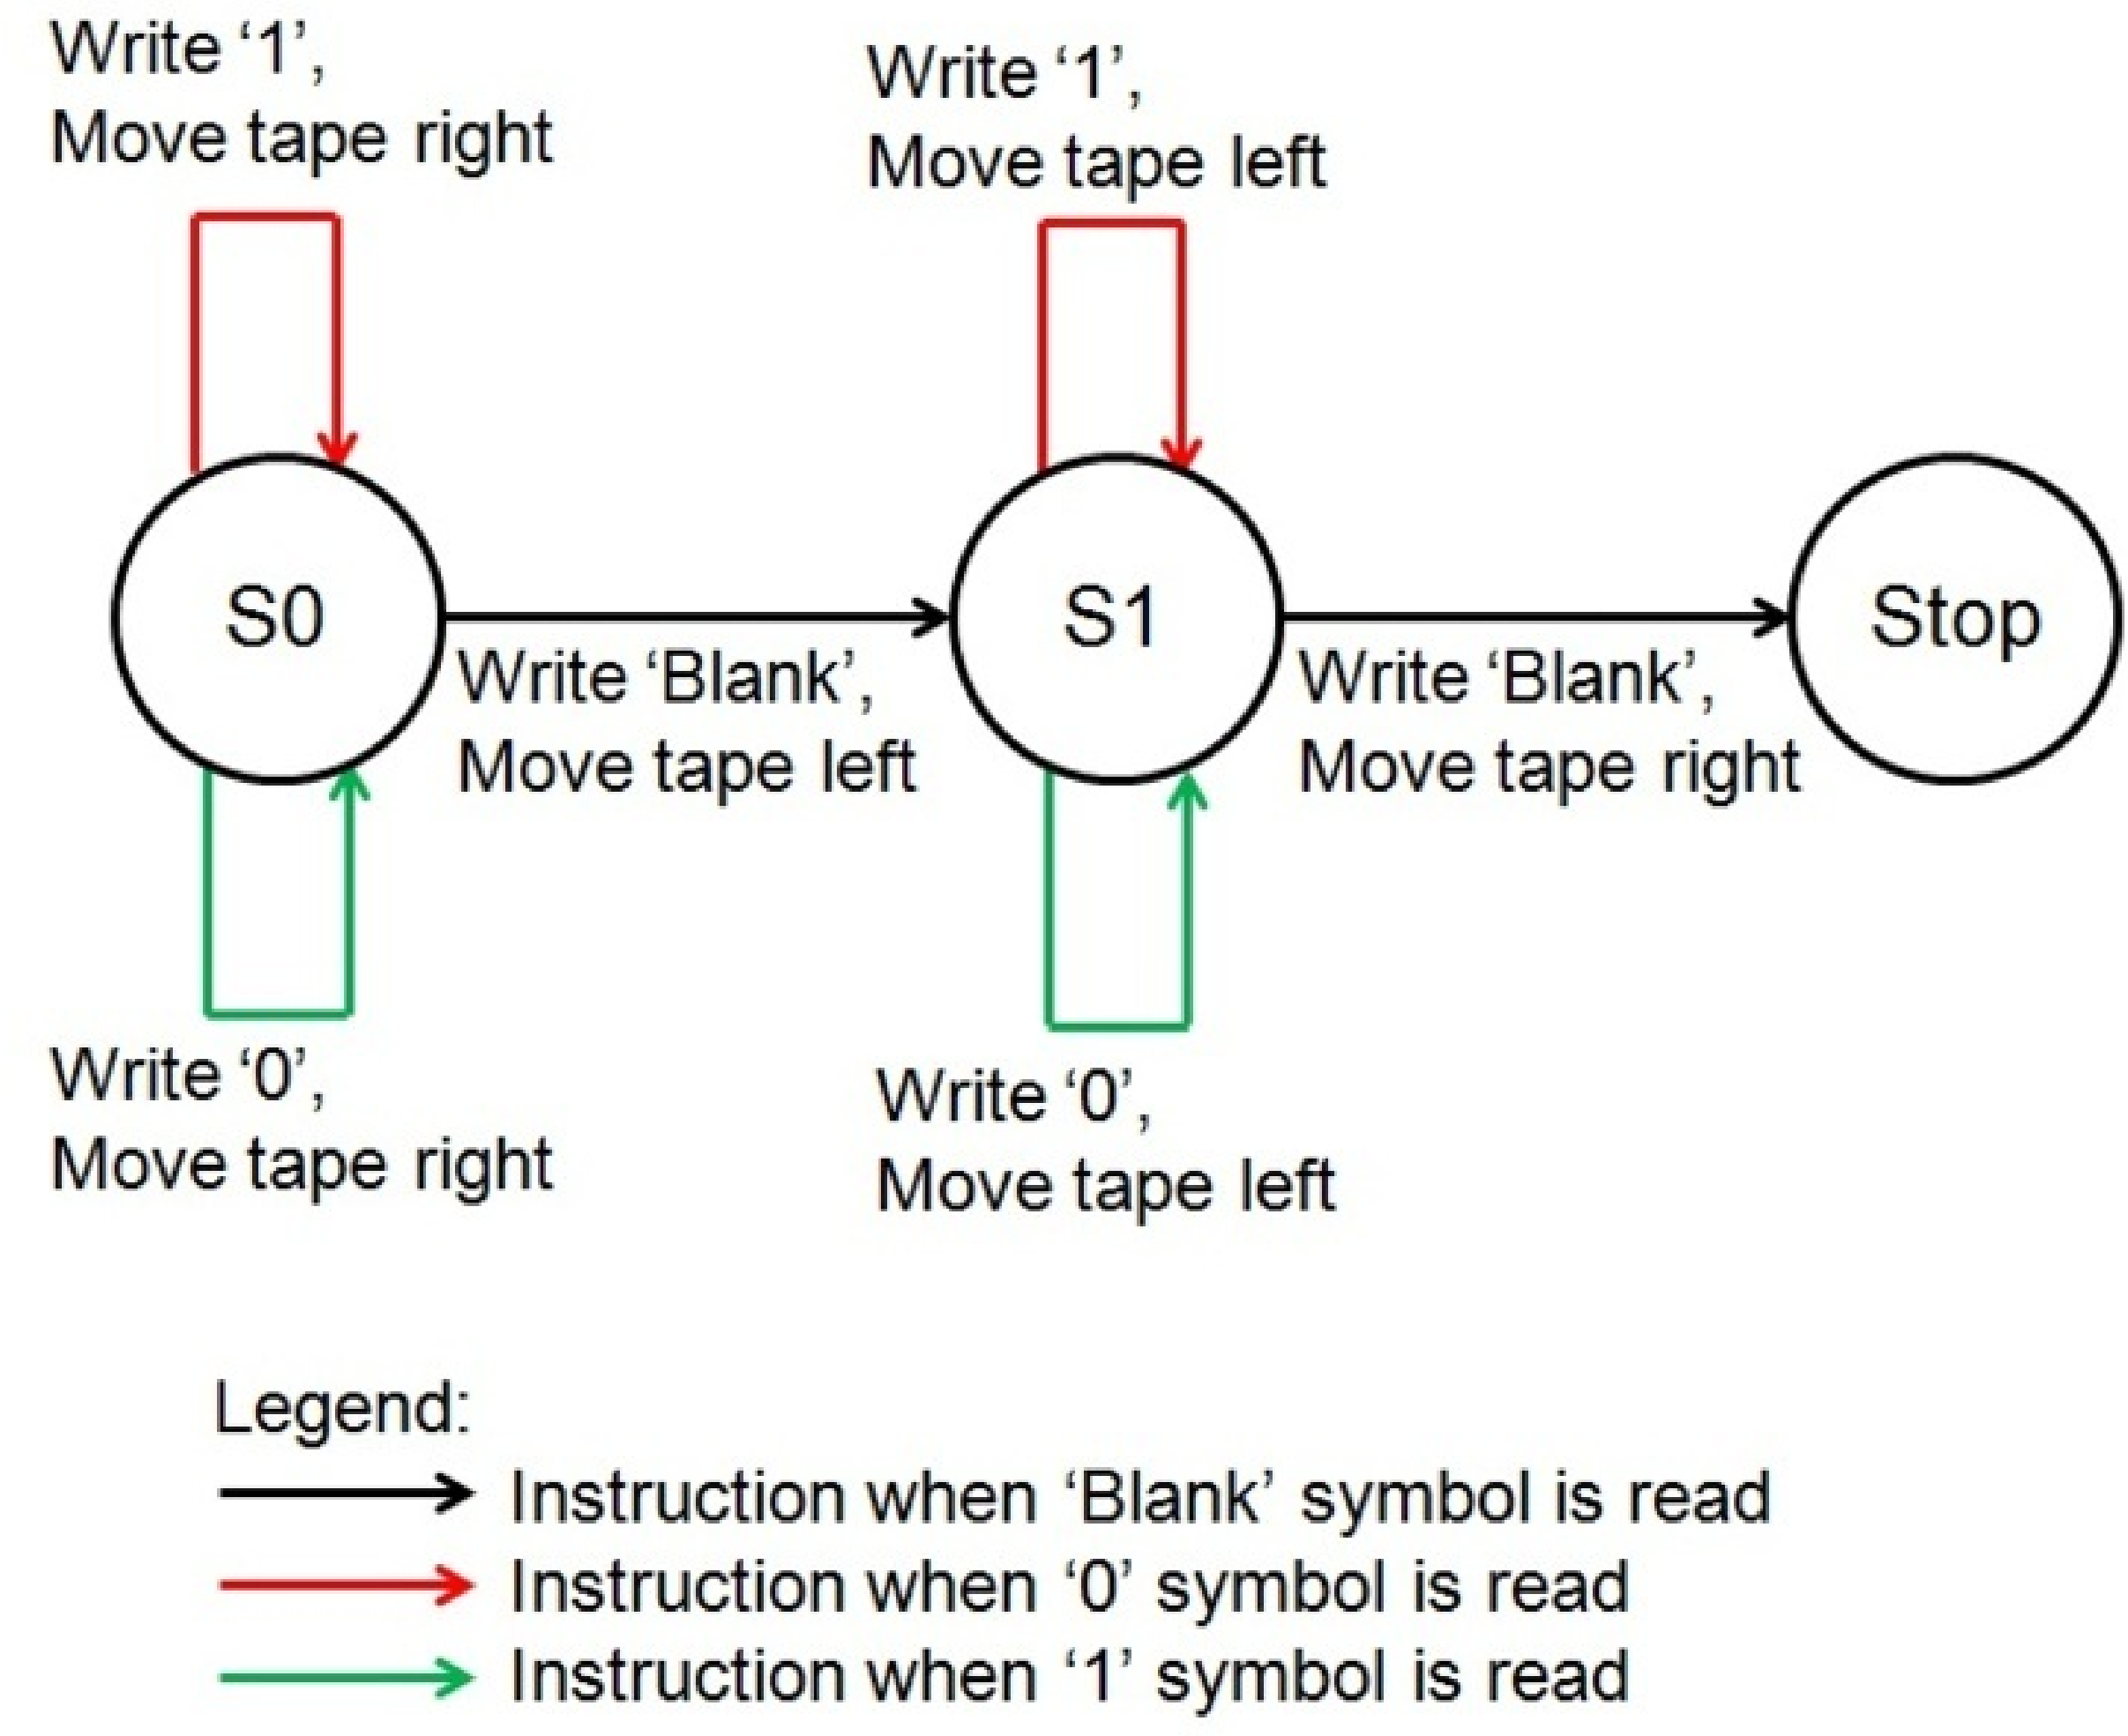 Write ‘1’,
Move tape right
Write ‘1’,
Move tape left
S0
S1
Stop
Write ‘Blank’,
Move tape left
Write ‘Blank’,
Move tape right
Write ‘0’,
Move tape right
Write ‘0’,
Move tape left
Legend:
Instruction when ‘Blank’ symbol is read
Instruction when ‘0’ symbol is read
Instruction when ‘1’ symbol is read